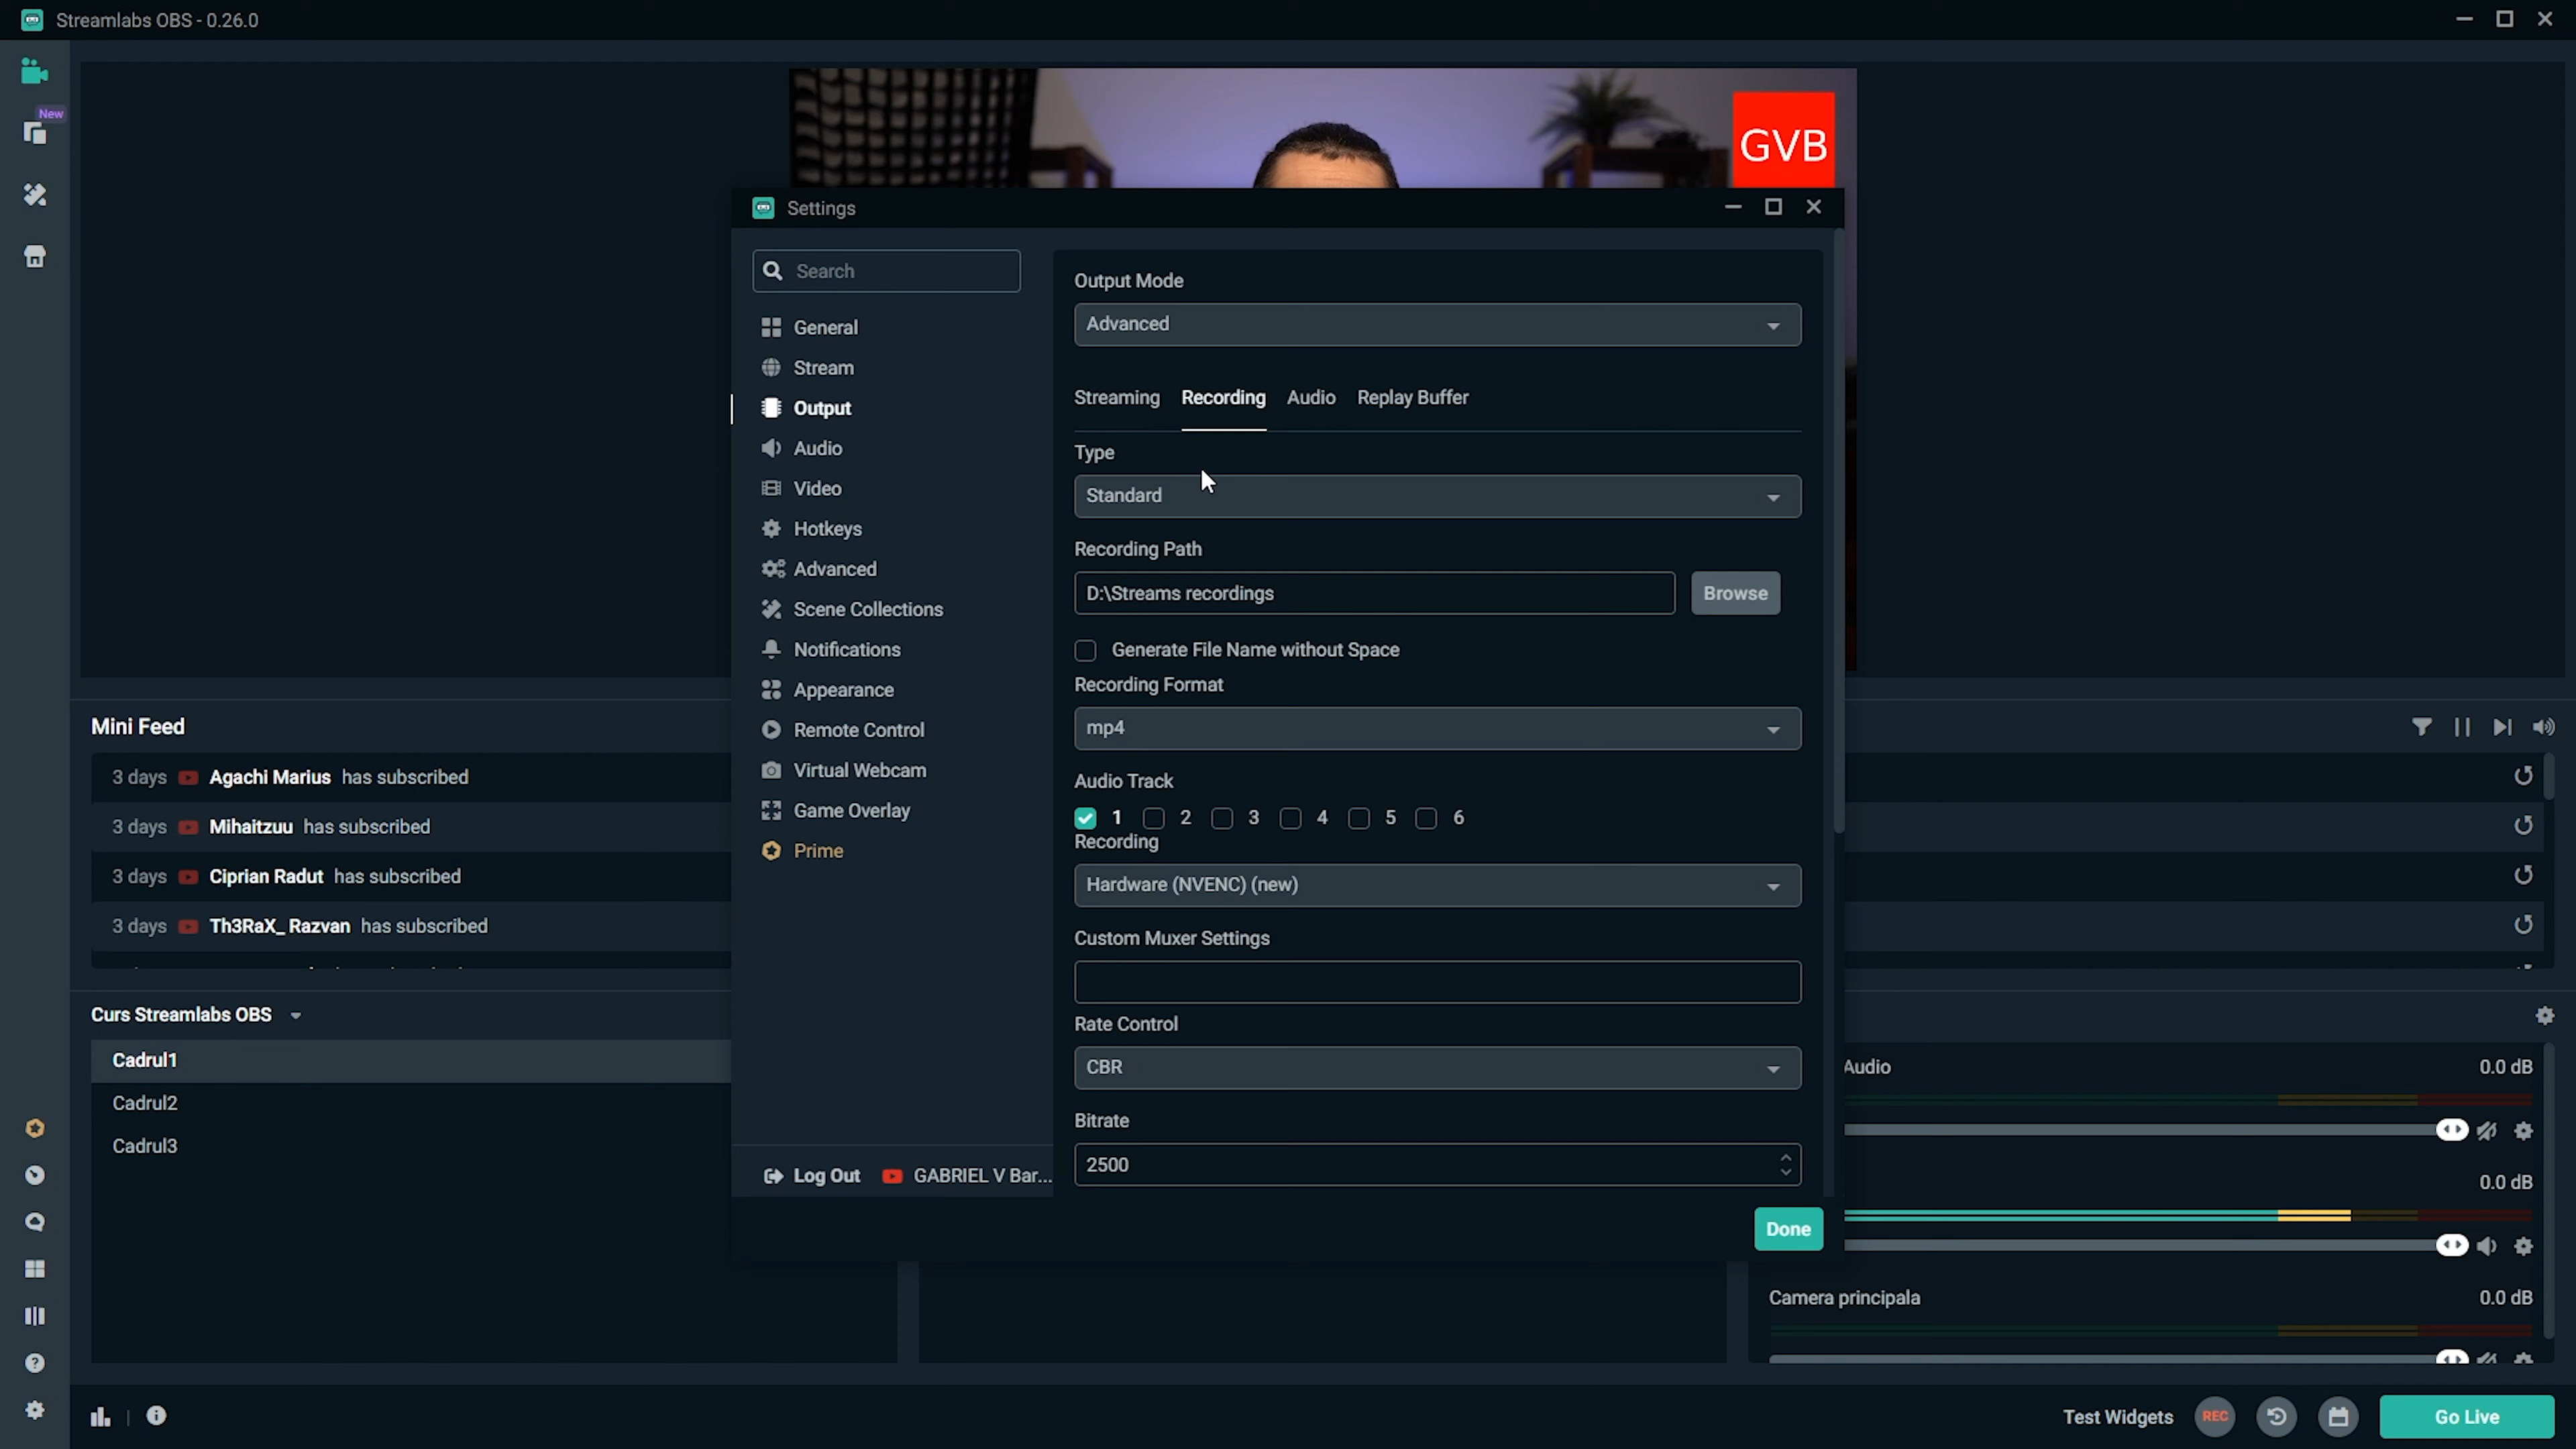 Streamlabs OBS - 0.26.0
New
GVB
Settings
Search
General
Stream
Output
Audio
Video
Hotkeys
Advanced
Scene Collections
Notifications
Appearance
Remote Control
Virtual Webcam
Game Overlay
Prime
Log Out GABRIEL V Bar...
Output Mode
Advanced
Streaming Recording Audio Replay Buffer
Type
Standard
Recording Path
D:\Streams recordings Browse
Generate File Name without Space
Recording Format
mp4
Audio Track
1 2 3 4 5 6
Recording
Hardware (NVENC) (new)
Custom Muxer Settings
Rate Control
CBR
Bitrate
2500
Done
Mini Feed
3 days Agachi Marius has subscribed
3 days Mihaitzuu has subscribed
3 days Ciprian Radut has subscribed
3 days Th3RaX_ Razvan has subscribed
Curs Streamlabs OBS
Cadrul1
Cadrul2
Cadrul3
Audio 0.0 dB
0.0 dB
Camera principala 0.0 dB
Test Widgets REC Go Live